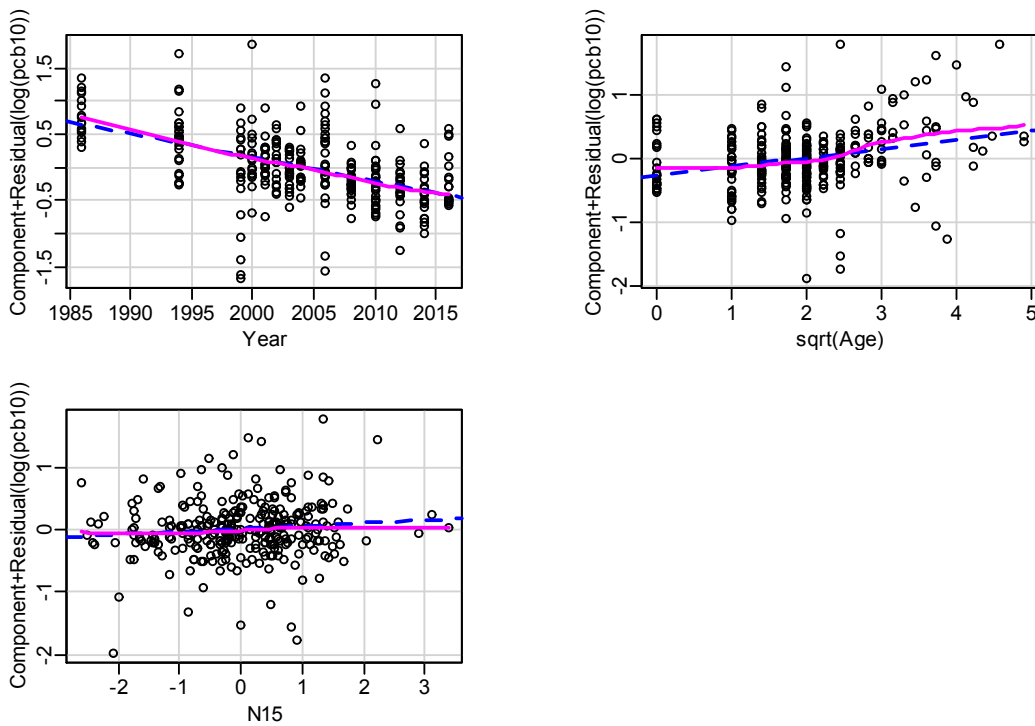 Component+Residual(log(pcb10))
1.5
0.5
-0.5
-1.5
1985 1990 1995 2000 2005 2010 2015
Year
Component+Residual(log(pcb10))
1
0
-1
-2
0 1 2 3 4 5
sqrt(Age)
Component+Residual(log(pcb10))
1
0
-1
-2
-2 -1 0 1 2 3
N15